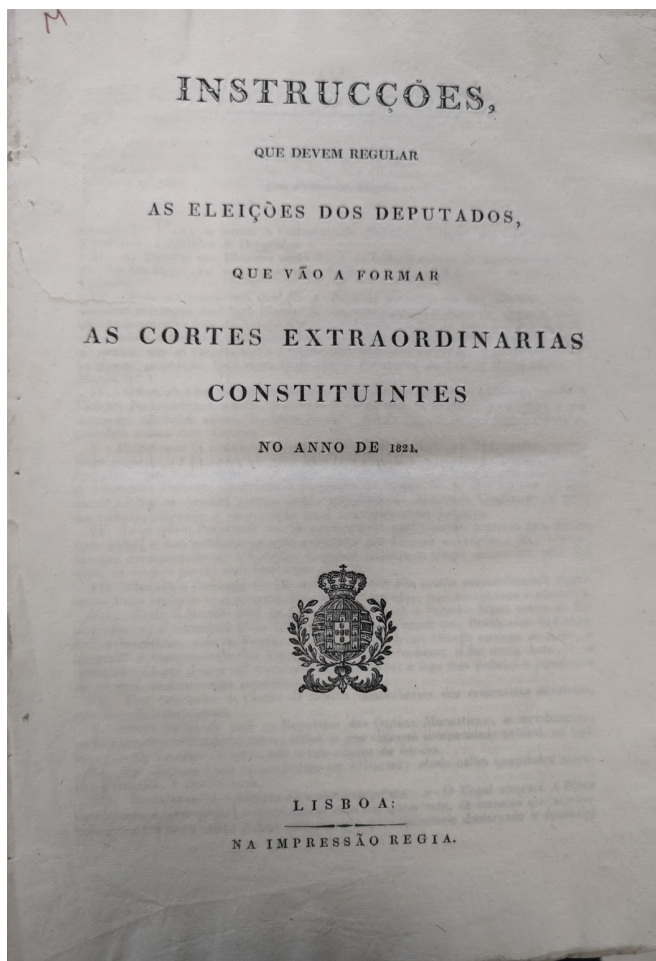 M
INSTRUCÇÕES,
QUE DEVEM REGULAR
AS ELEIÇÕES DOS DEPUTADOS,
QUE VÃO A FORMAR
AS CORTES EXTRAORDINARIAS
CONSTITUINTES
NO ANNO DE 1821.
LISBOA:
NA IMPRESSÃO REGIA.